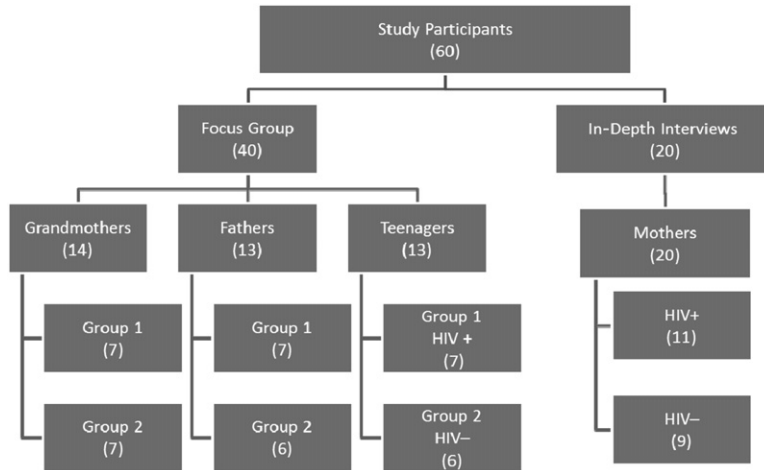 Study Participants
(60)
Focus Group
(40)
In-Depth Interviews
(20)
Grandmothers
(14)
Fathers
(13)
Teenagers
(13)
Mothers
(20)
Group 1
(7)
Group 1
(7)
Group 1
HIV +
(7)
HIV+
(11)
Group 2
(7)
Group 2
(6)
Group 2
HIV–
(6)
HIV–
(9)